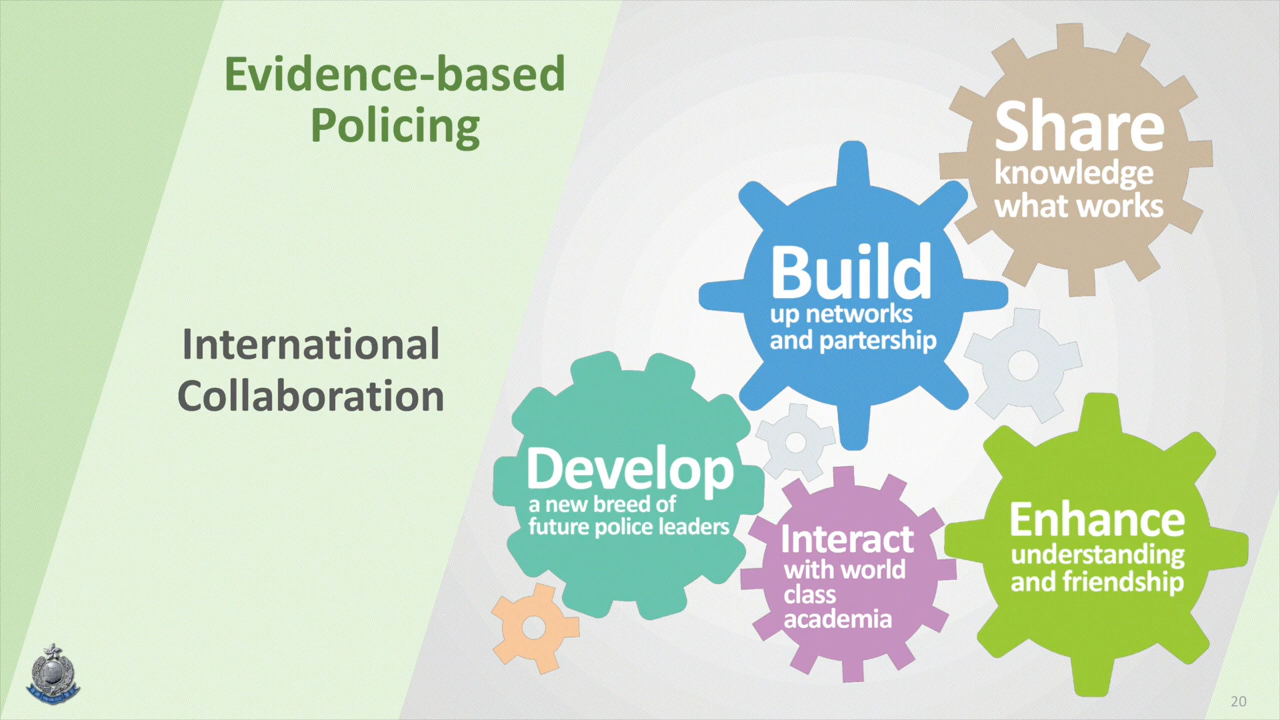 Evidence-based
Policing
International
Collaboration
Share
knowledge
what works
Build
up networks
and partership
Develop
a new breed of
future police leaders
Interact
with world
class
academia
Enhance
understanding
and friendship
20